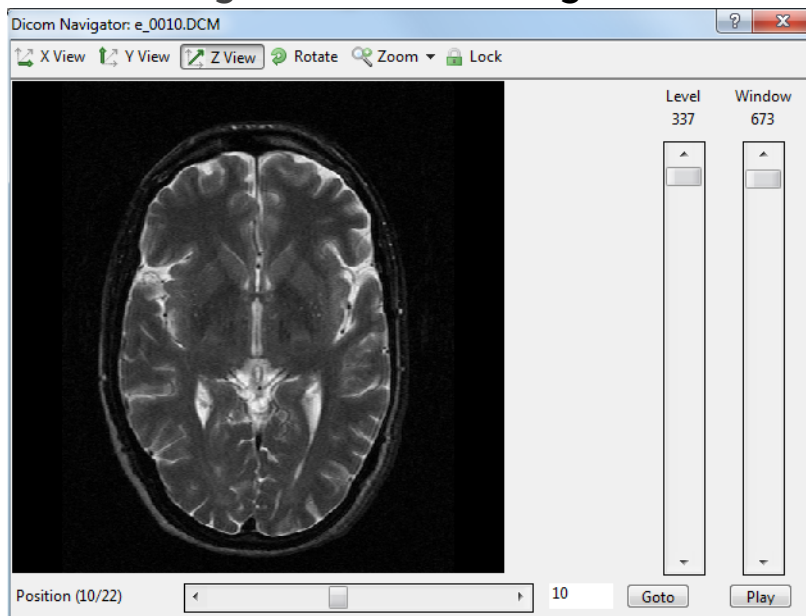 Dicom Navigator: e_0010.DCM
X View Y View Z View Rotate Zoom Lock
Level Window
337 673
Position (10/22) 10 Goto Play